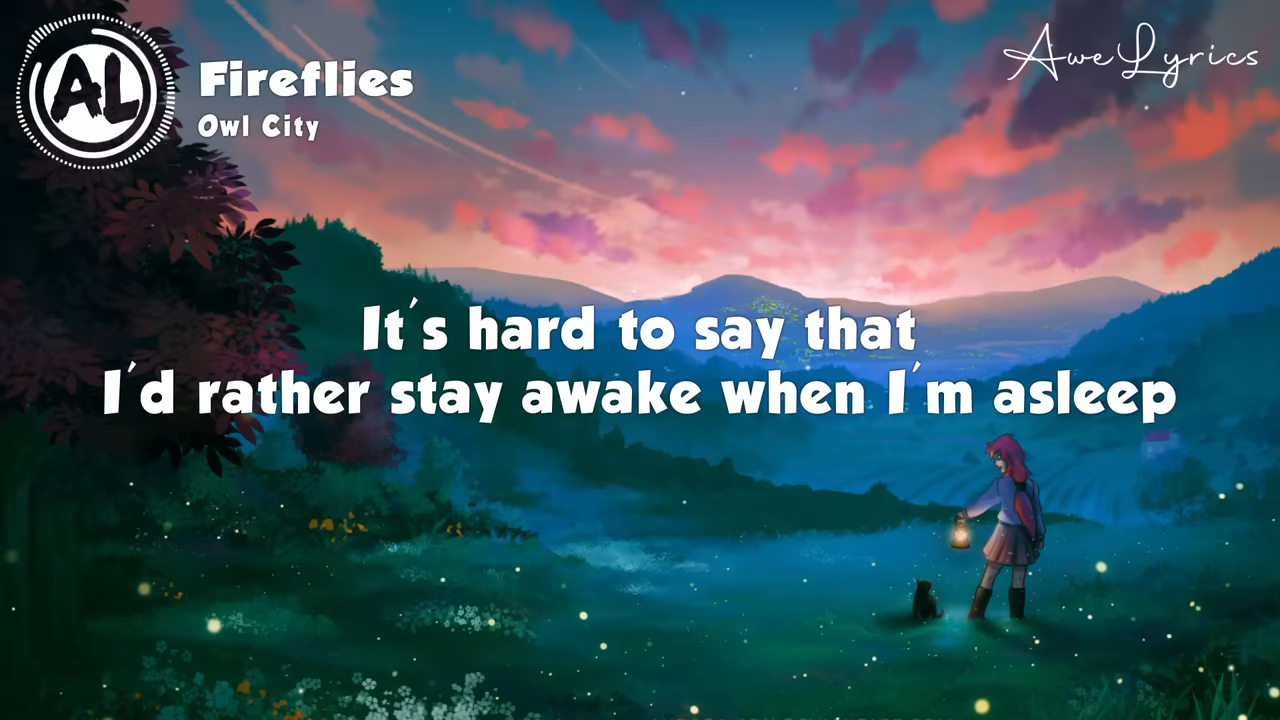 AL
Fireflies
Owl City
AweLyrics
It's hard to say that
I'd rather stay awake when I'm asleep